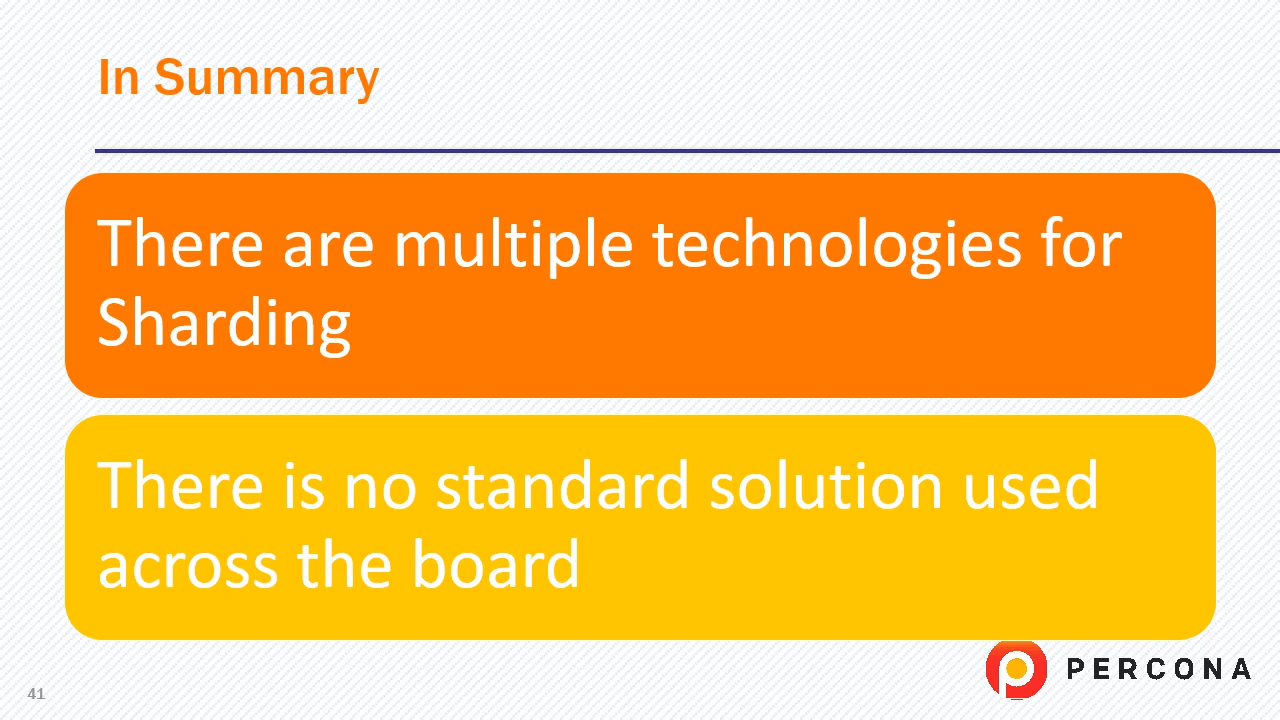 In Summary
There are multiple technologies for
Sharding
There is no standard solution used
across the board
41
PERCONA